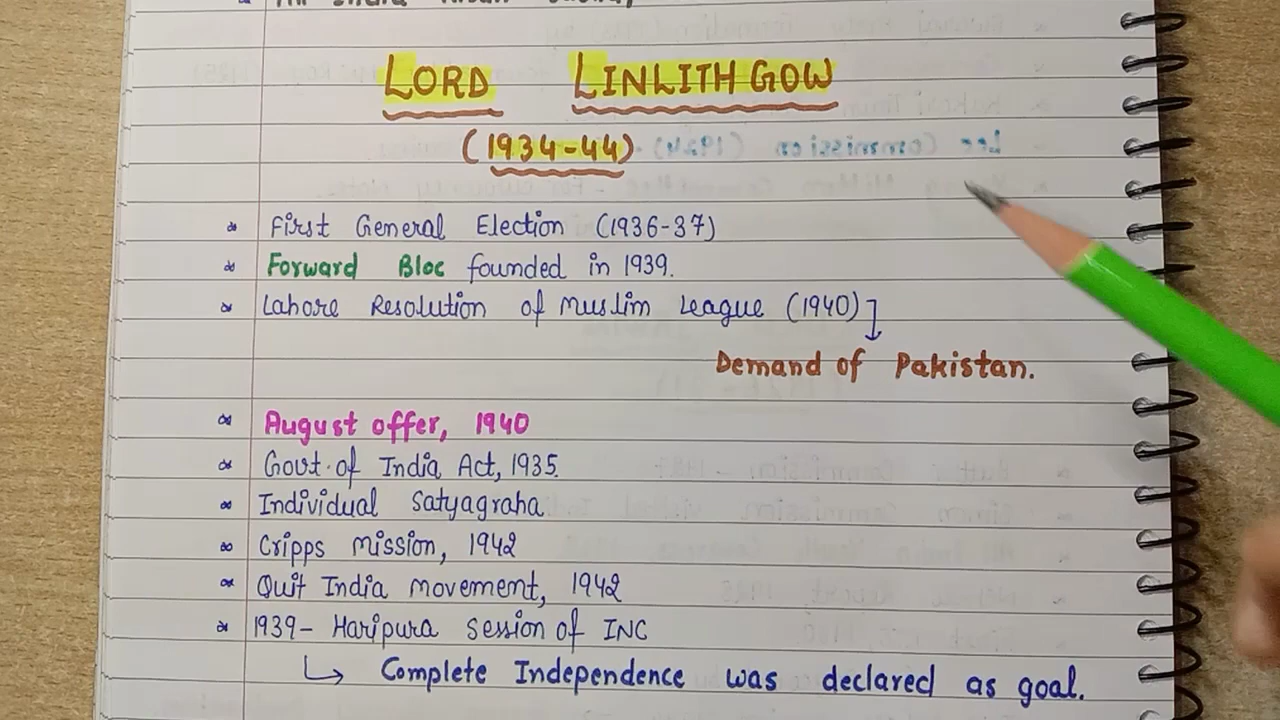 LORD LINLITHGOW
(1934-44)
First General Election (1936-37)
Forward Bloc founded in 1939.
Lahore Resolution of Muslim League (1940)
Demand of Pakistan.
August offer, 1940
Govt. of India Act, 1935.
Individual Satyagraha
Cripps Mission, 1942
Quit India movement, 1942
1939- Haripura Session of INC
↳ Complete Independence was declared as goal.